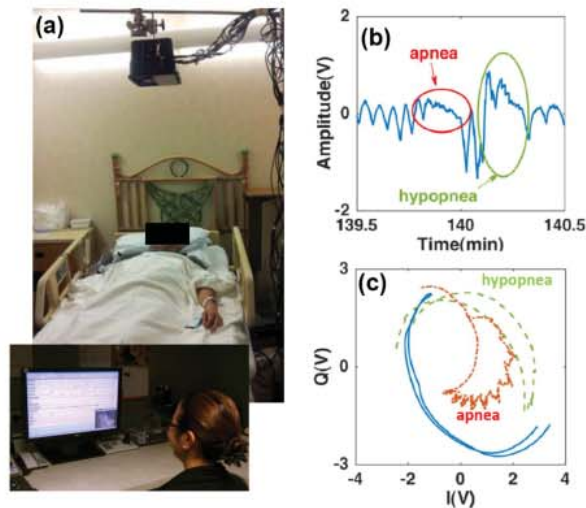 (a)
(b)
2
0
-2
Amplitude(V)
apnea
hypopnea
139.5 140 140.5
Time(min)
(c)
3
0
-3
Q(V)
hypopnea
apnea
-4 -2 0 2 4
I(V)